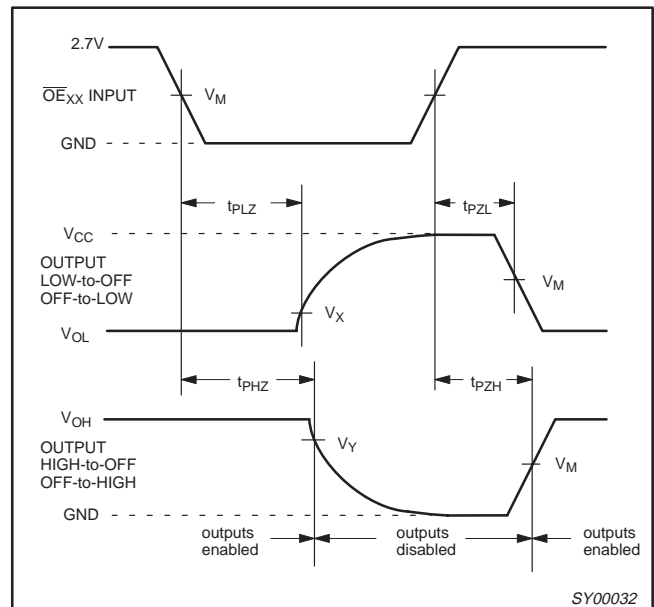 2.7V
OE̅XX INPUT
VM
GND
tPLZ
tPZL
VCC
OUTPUT
LOW-to-OFF
OFF-to-LOW
VM
VX
VOL
tPHZ
tPZH
VOH
VY
OUTPUT
HIGH-to-OFF
OFF-to-HIGH
VM
GND
outputs
enabled
outputs
disabled
outputs
enabled
SY00032